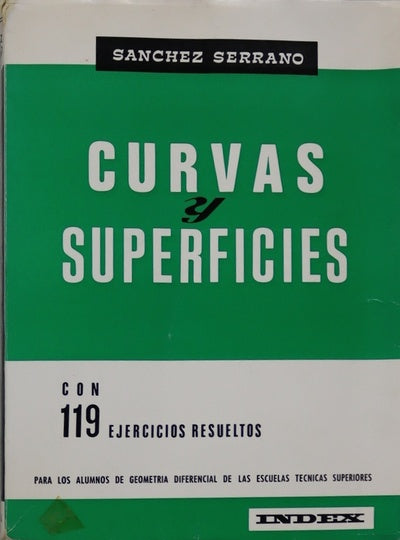 SANCHEZ SERRANO
CURVAS
y
SUPERFICIES
CON
119 EJERCICIOS RESUELTOS
PARA LOS ALUMNOS DE GEOMETRIA DIFERENCIAL DE LAS ESCUELAS TECNICAS SUPERIORES
INDEX